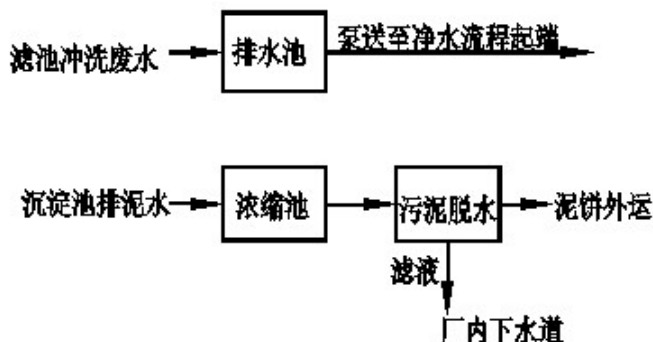 滤池冲洗废水
排水池
泵送至净水流程起端
沉淀池排泥水
浓缩池
污泥脱水
泥饼外运
滤液
厂内下水道